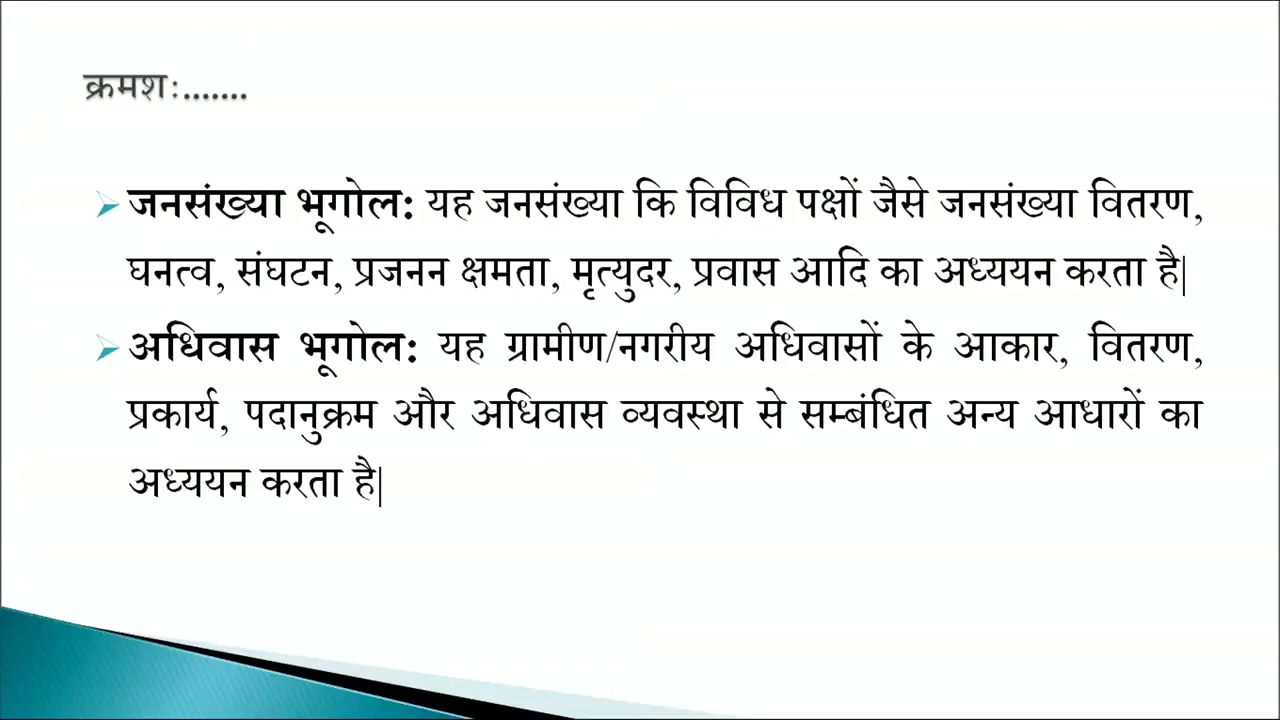 क्रमश:.......
जनसंख्या भूगोल: यह जनसंख्या कि विविध पक्षों जैसे जनसंख्या वितरण,
घनत्व, संघटन, प्रजनन क्षमता, मृत्युदर, प्रवास आदि का अध्ययन करता है|
अधिवास भूगोल: यह ग्रामीण/नगरीय अधिवासों के आकार, वितरण,
प्रकार्य, पदानुक्रम और अधिवास व्यवस्था से सम्बंधित अन्य आधारों का
अध्ययन करता है|